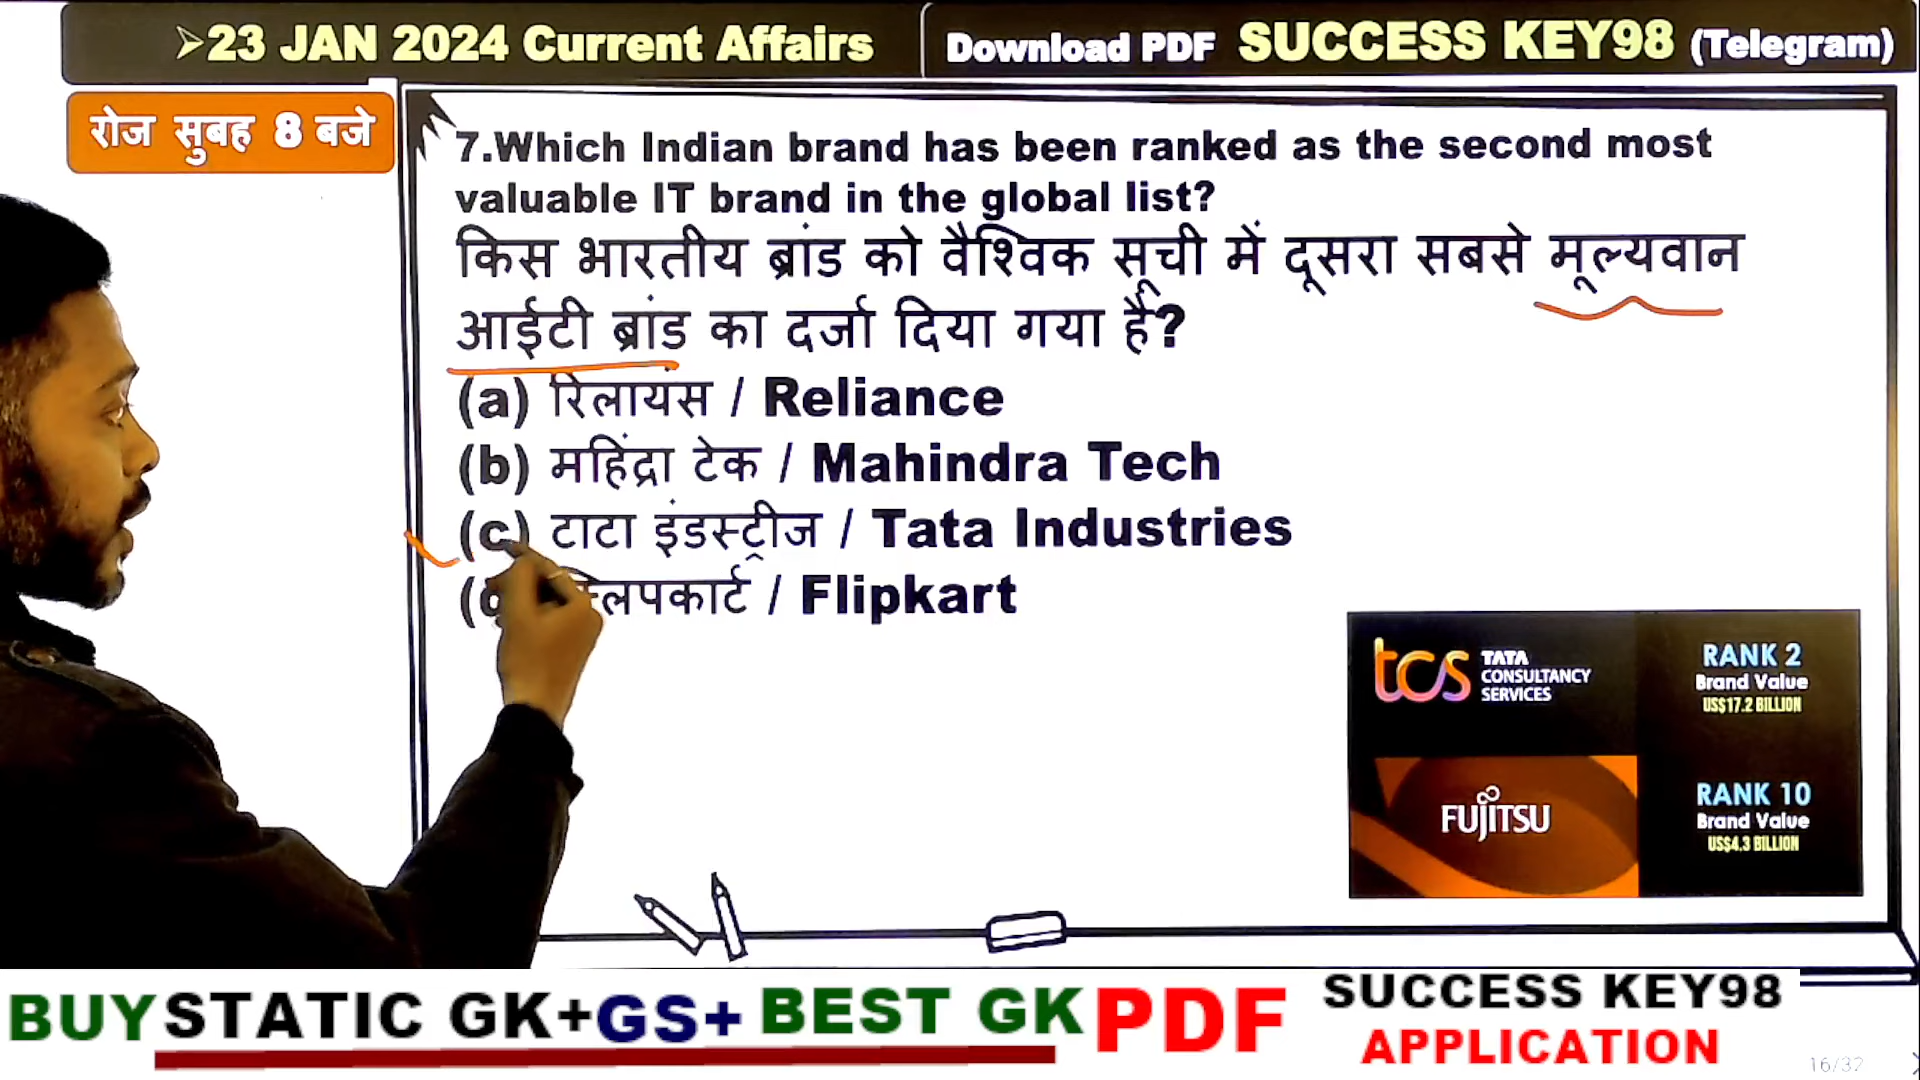 ➢23 JAN 2024 Current Affairs
Download PDF SUCCESS KEY98 (Telegram)
रोज सुबह 8 बजे
7.Which Indian brand has been ranked as the second most
valuable IT brand in the global list?
किस भारतीय ब्रांड को वैश्विक सूची में दूसरा सबसे मूल्यवान
आईटी ब्रांड का दर्जा दिया गया है?
(a) रिलायंस / Reliance
(b) महिंद्रा टेक / Mahindra Tech
(c) टाटा इंडस्ट्रीज / Tata Industries
/ Flipkart
tcs TATA
CONSULTANCY
SERVICES
RANK 2
Brand Value
US$17.2 BILLION
FUJITSU
RANK 10
Brand Value
US$4.3 BILLION
BUY STATIC GK+GS+ BEST GK PDF
SUCCESS KEY98
APPLICATION
16/32